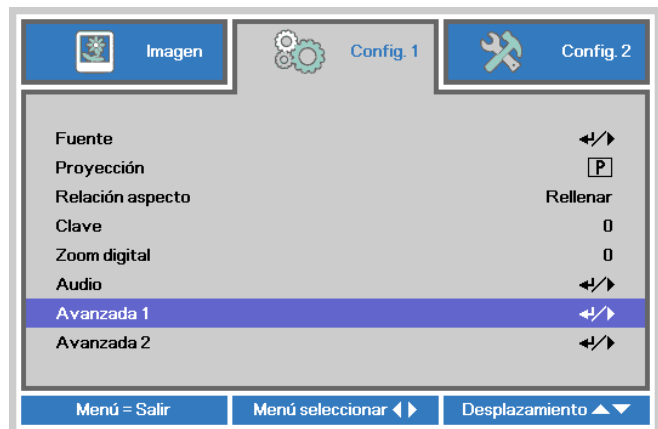 Imagen Config. 1 Config. 2
Fuente
Proyección P
Relación aspecto Rellenar
Clave 0
Zoom digital 0
Audio
Avanzada 1
Avanzada 2
Menú = Salir Menú seleccionar Desplazamiento